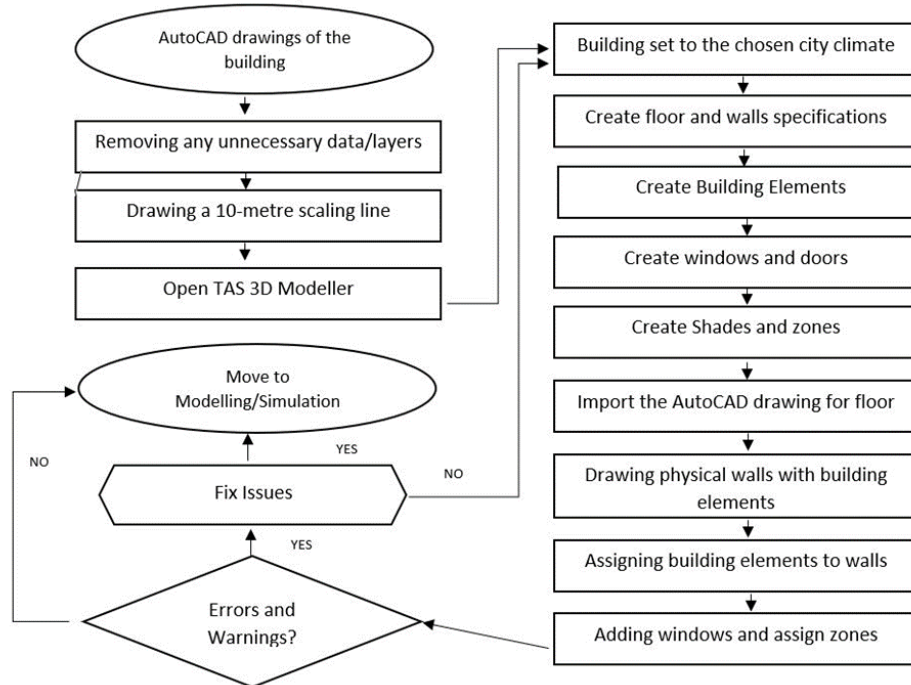 AutoCAD drawings of the
building
Removing any unnecessary data/layers
Drawing a 10-metre scaling line
Open TAS 3D Modeller
Move to
Modelling/Simulation
NO
YES
Fix Issues
NO
YES
Errors and
Warnings?
Building set to the chosen city climate
Create floor and walls specifications
Create Building Elements
Create windows and doors
Create Shades and zones
Import the AutoCAD drawing for floor
Drawing physical walls with building
elements
Assigning building elements to walls
Adding windows and assign zones